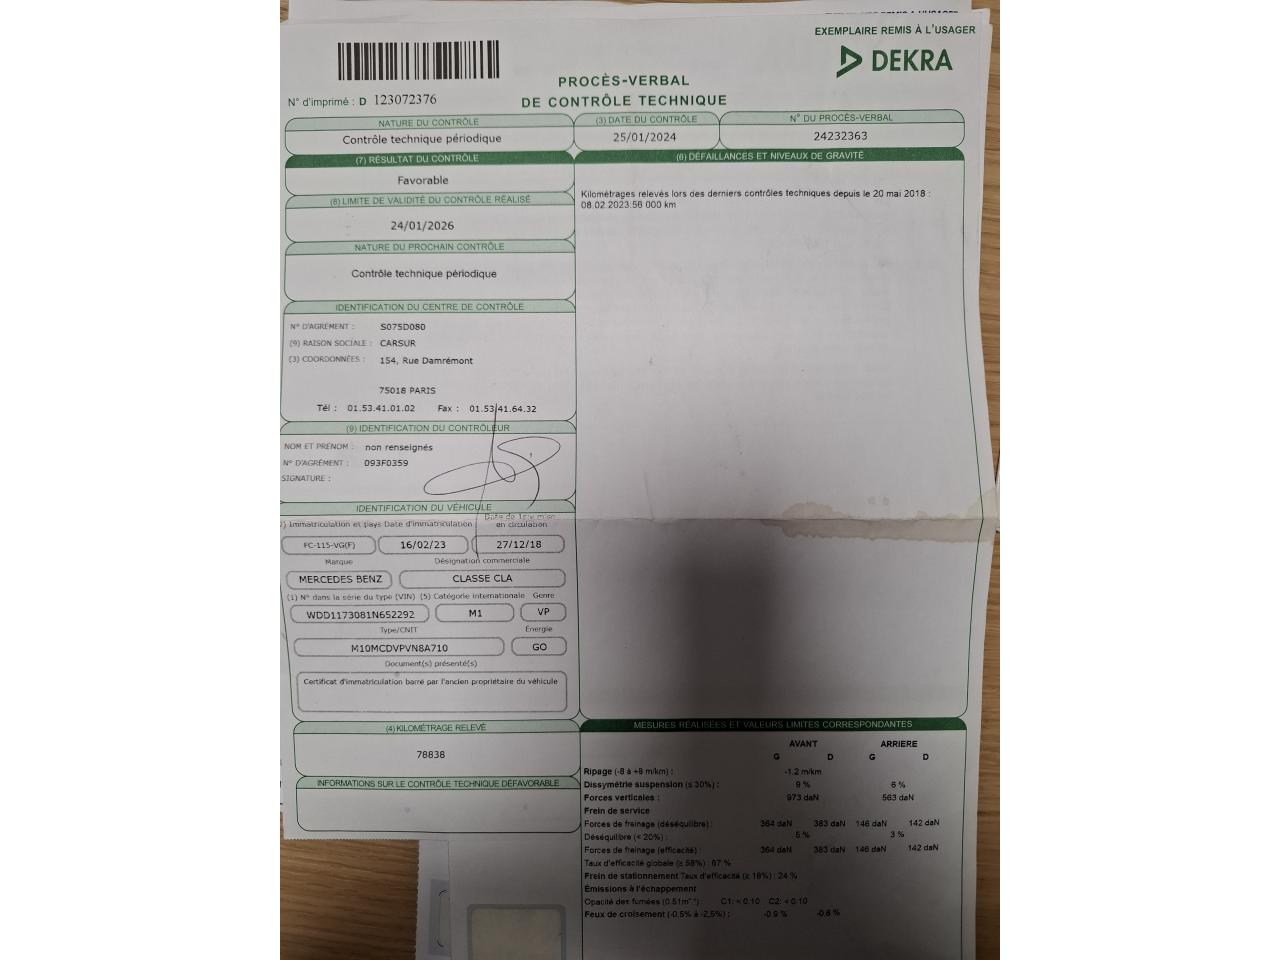 EXEMPLAIRE REMIS À L'USAGER
DEKRA
PROCÈS-VERBAL
DE CONTRÔLE TECHNIQUE
N° d'imprimé : D 123072376
NATURE DU CONTRÔLE
Contrôle technique périodique
(3) DATE DU CONTRÔLE
25/01/2024
N° DU PROCÈS-VERBAL
24232363
(7) RÉSULTAT DU CONTRÔLE
Favorable
(8) LIMITE DE VALIDITÉ DU CONTRÔLE RÉALISÉ
24/01/2026
NATURE DU PROCHAIN CONTRÔLE
Contrôle technique périodique
IDENTIFICATION DU CENTRE DE CONTRÔLE
N° D'AGRÉMENT : S075D080
(9) RAISON SOCIALE : CARSUR
(3) COORDONNÉES : 154, Rue Damrémont
75018 PARIS
Tél : 01.53.41.01.02 Fax : 01.53.41.64.32
(9) IDENTIFICATION DU CONTRÔLEUR
NOM ET PRÉNOM : non renseignés
N° D'AGRÉMENT : 093F0359
SIGNATURE :
IDENTIFICATION DU VÉHICULE
) Immatriculation et pays Date d'immatriculation Date de 1ère mise
en circulation
FC-115-VG(F) 16/02/23 27/12/18
Marque Désignation commerciale
MERCEDES BENZ CLASSE CLA
(1) N° dans la série du type (VIN) (5) Catégorie internationale Genre
WDD1173081N652292 M1 VP
Type/CNIT Énergie
M10MCDVPVN8A710 GO
Document(s) présenté(s)
Certificat d'immatriculation barré par l'ancien propriétaire du véhicule
(4) KILOMÉTRAGE RELEVÉ
78838
INFORMATIONS SUR LE CONTRÔLE TECHNIQUE DÉFAVORABLE
(6) DÉFAILLANCES ET NIVEAUX DE GRAVITÉ
Kilométrages relevés lors des derniers contrôles techniques depuis le 20 mai 2018 :
08.02.2023:56 000 km
MESURES RÉALISÉES ET VALEURS LIMITES CORRESPONDANTES
AVANT ARRIERE
G D G D
Ripage (-8 à +8 m/km) : -1.2 m/km
Dissymétrie suspension (≤ 30%) : 9 % 6 %
Forces verticales : 973 daN 563 daN
Frein de service
Forces de freinage (déséquilibre) : 364 daN 383 daN 146 daN 142 daN
Déséquilibre (< 20%) : 5 % 3 %
Forces de freinage (efficacité) : 364 daN 383 daN 146 daN 142 daN
Taux d'efficacité globale (≥ 58%) : 67 %
Frein de stationnement Taux d'efficacité (≥ 18%) : 24 %
Émissions à l'échappement
Opacité des fumées (0.51m⁻¹) : C1: < 0.10 C2: < 0.10
Feux de croisement (-0.5% à -2,5%) : -0.9 % -0.8 %